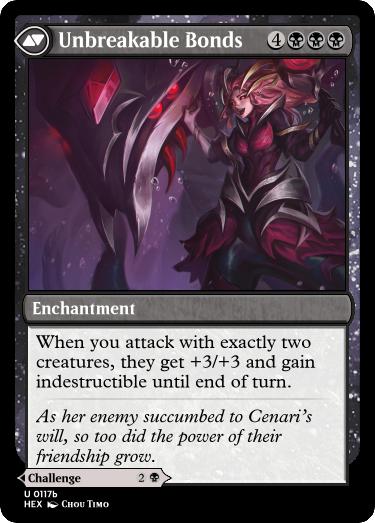 Unbreakable Bonds 4
Enchantment
When you attack with exactly two
creatures, they get +3/+3 and gain
indestructible until end of turn.
As her enemy succumbed to Cenari's
will, so too did the power of their
friendship grow.
Challenge 2
U 0117b
HEX Chou Timo